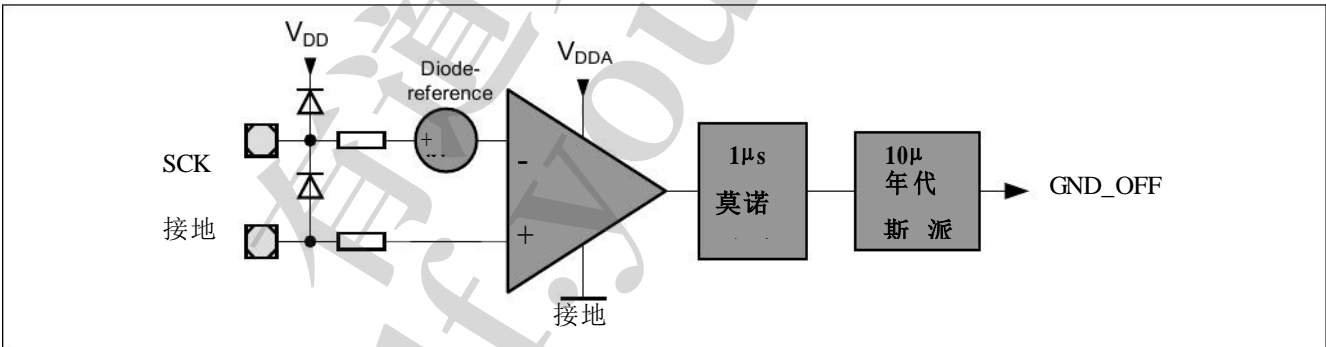 VDD
VDDA
Diode-
reference
SCK
接地
+
-
+
1μs
莫诺
10μ
年代
斯 派
GND_OFF
接地